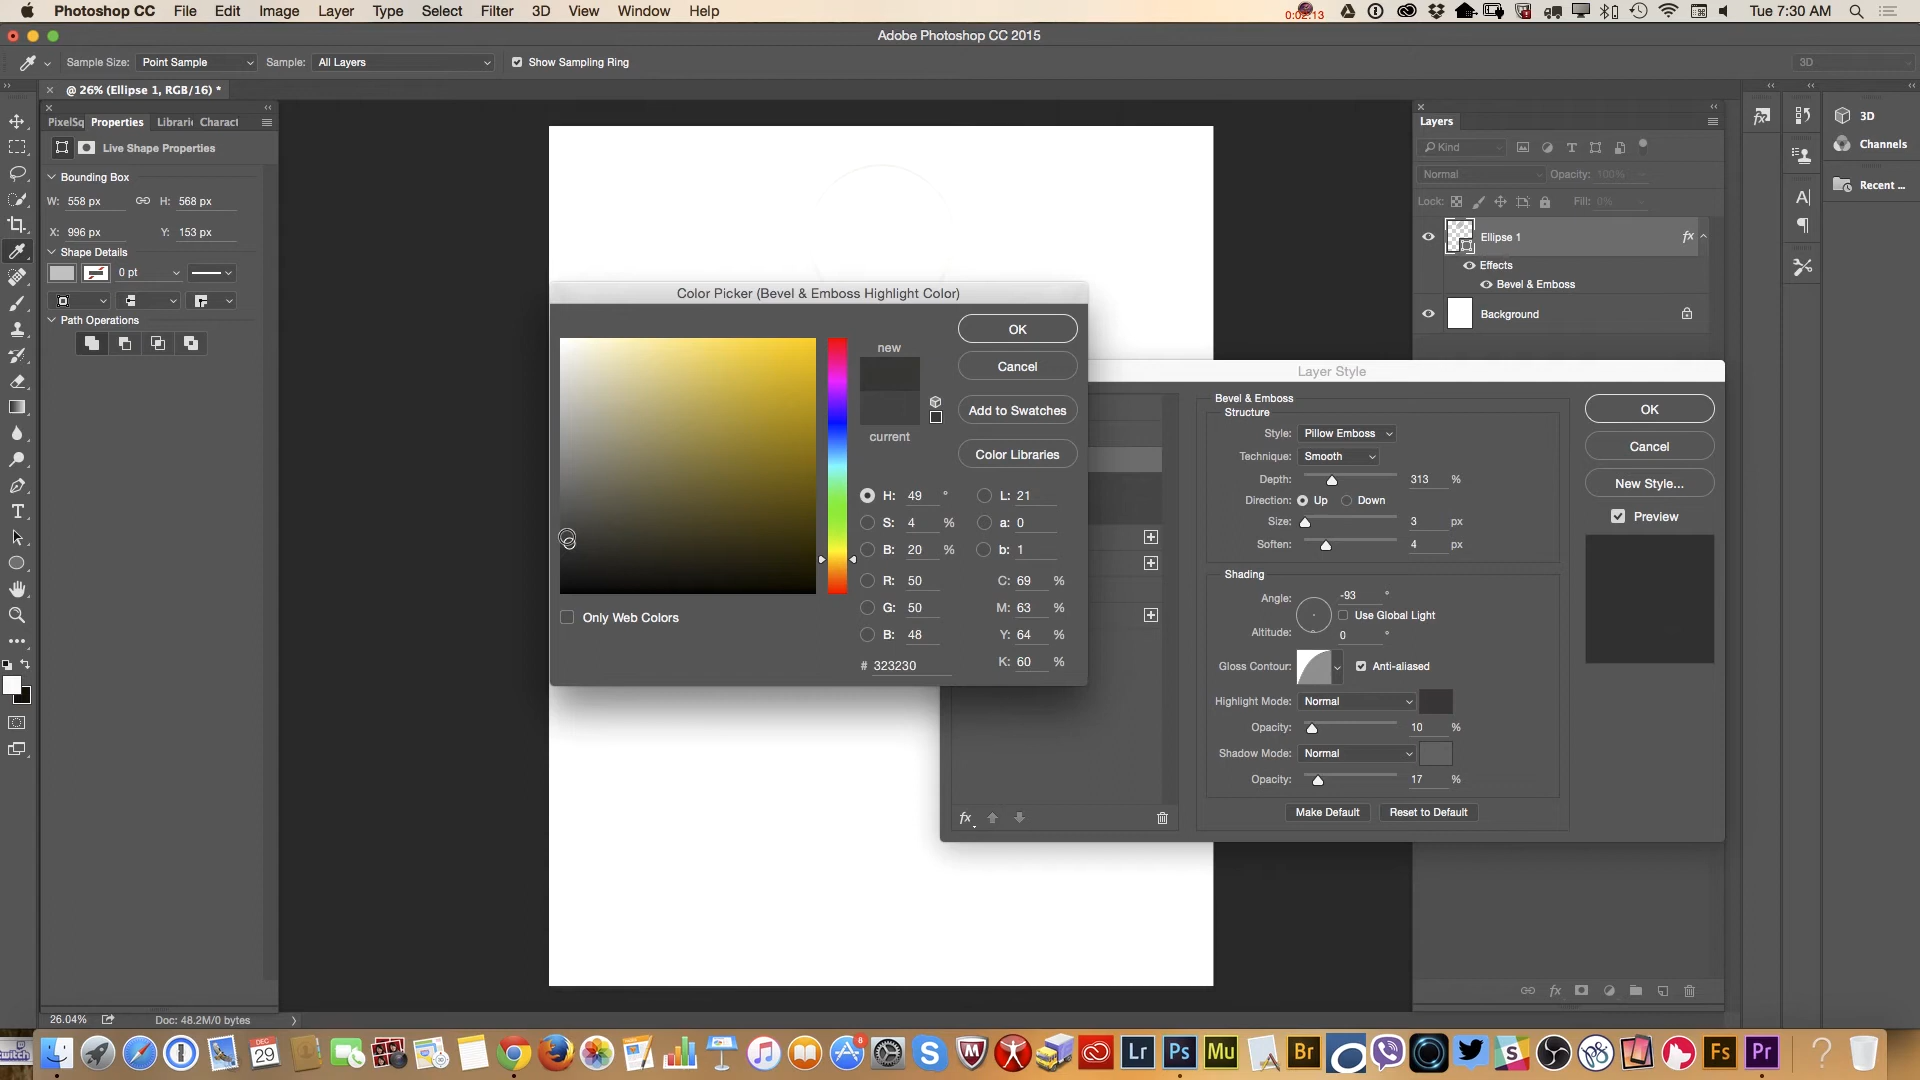 Photoshop CC File Edit Image Layer Type Select Filter 3D View Window Help 0:02:13 Tue 7:30 AM
Adobe Photoshop CC 2015
Sample Size: Point Sample Sample: All Layers Show Sampling Ring 3D
@ 26% (Ellipse 1, RGB/16) *
PixelSq Properties Librari Charact
Live Shape Properties
Bounding Box
W: 558 px H: 568 px
X: 996 px Y: 153 px
Shape Details
0 pt
Path Operations
Layers
Kind
Normal Opacity: 100%
Lock: Fill: 0%
Ellipse 1 fx
Effects
Bevel & Emboss
Background
3D
Channels
Recent ...
Color Picker (Bevel & Emboss Highlight Color)
new
current
OK
Cancel
Add to Swatches
Color Libraries
H: 49 ° L: 21
S: 4 % a: 0
B: 20 % b: 1
R: 50 C: 69 %
G: 50 M: 63 %
B: 48 Y: 64 %
# 323230 K: 60 %
Only Web Colors
Layer Style
Bevel & Emboss
Structure
Style: Pillow Emboss
Technique: Smooth
Depth: 313 %
Direction: Up Down
Size: 3 px
Soften: 4 px
Shading
Angle: -93 °
Use Global Light
Altitude: 0 °
Gloss Contour: Anti-aliased
Highlight Mode: Normal
Opacity: 10 %
Shadow Mode: Normal
Opacity: 17 %
Make Default Reset to Default
OK
Cancel
New Style...
Preview
fx
26.04% Doc: 48.2M/0 bytes
twitch
DEC
29
8
Lr Ps Mu Br Fs Pr